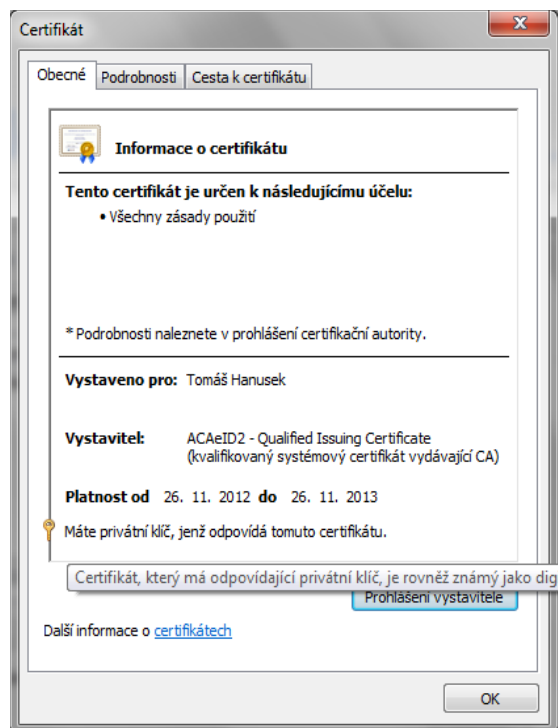 Certifikát
Obecné Podrobnosti Cesta k certifikátu
Informace o certifikátu
Tento certifikát je určen k následujícímu účelu:
• Všechny zásady použití
* Podrobnosti naleznete v prohlášení certifikační autority.
Vystaveno pro: Tomáš Hanusek
Vystavitel: ACAeID2 - Qualified Issuing Certificate
(kvalifikovaný systémový certifikát vydávající CA)
Platnost od 26. 11. 2012 do 26. 11. 2013
Máte privátní klíč, jenž odpovídá tomuto certifikátu.
Certifikát, který má odpovídající privátní klíč, je rovněž známý jako dig
Prohlášení vystavitele
Další informace o certifikátech
OK